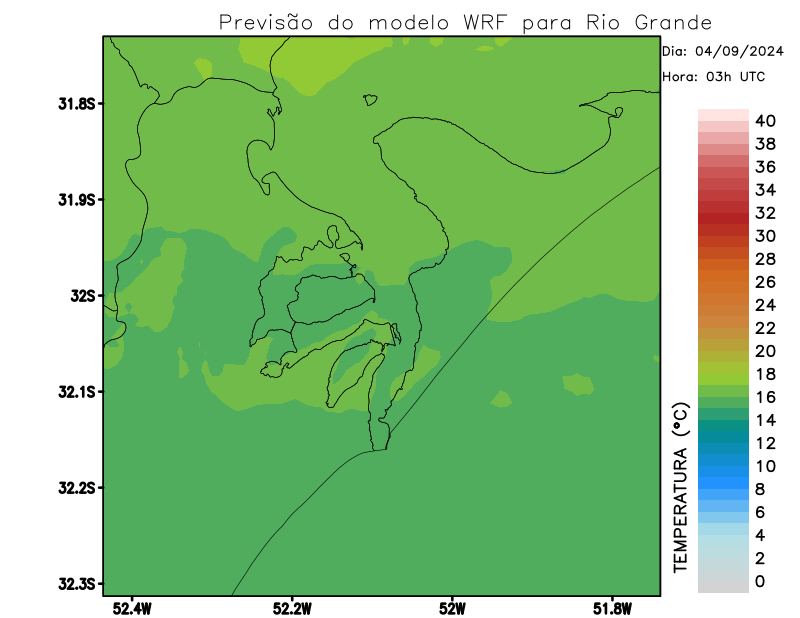 Previsão do modelo WRF para Rio Grande
Dia: 04/09/2024
Hora: 03h UTC
31.8S
31.9S
32S
32.1S
32.2S
32.3S
52.4W
52.2W
52W
51.8W
40
38
36
34
32
30
28
26
24
22
20
18
16
14
12
10
8
6
4
2
0
TEMPERATURA (ºC)